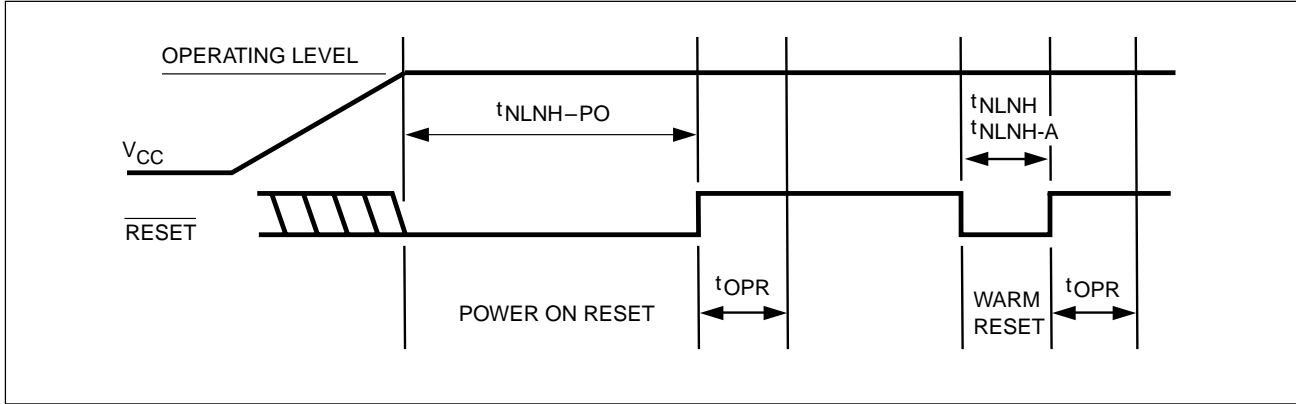 OPERATING LEVEL
tNLNH–PO
tNLNH
tNLNH-A
VCC
RESET
tOPR
POWER ON RESET
WARM
RESET
tOPR